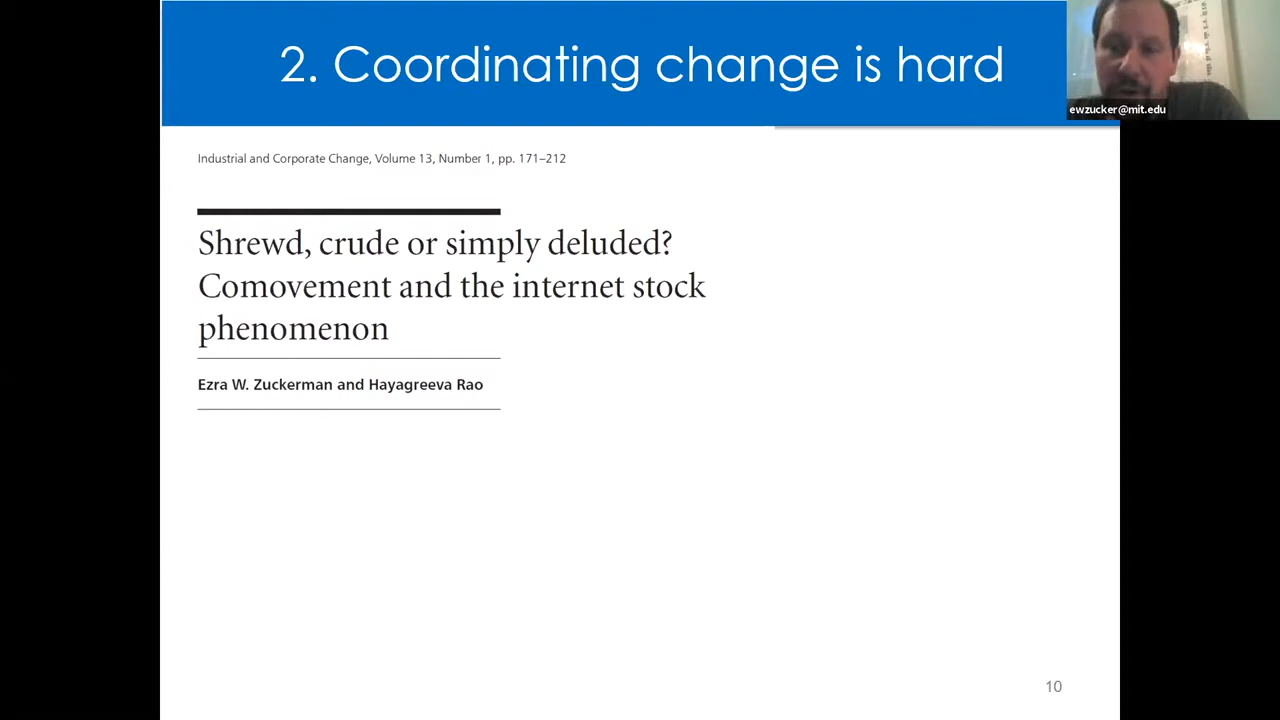 2. Coordinating change is hard
ewzucker@mit.edu
Industrial and Corporate Change, Volume 13, Number 1, pp. 171–212
Shrewd, crude or simply deluded?
Comovement and the internet stock
phenomenon
Ezra W. Zuckerman and Hayagreeva Rao
10